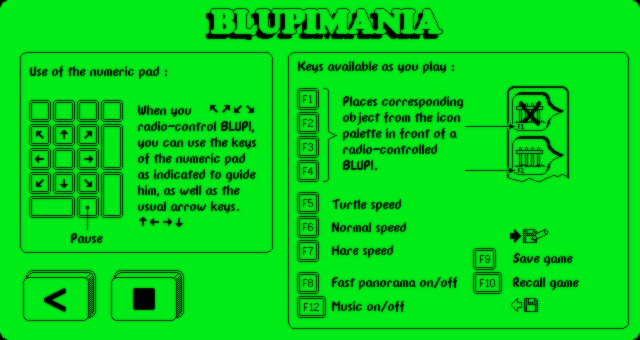 BLUPIMANIA
Use of the numeric pad :
When you ↖↗↙↘
radio-control BLUPI,
you can use the keys
of the numeric pad
as indicated to guide
him, as well as the
usual arrow keys.
↑←→↓
↖ ↑ ↗
← →
↙ ↓ ↘
Pause
<
Keys available as you play :
F1
F2
F3
F4
Places corresponding
object from the icon
palette in front of a
radio-controlled
BLUPI.
F1
F2
F5 Turtle speed
F6 Normal speed
F7 Hare speed
F8 Fast panorama on/off
F12 Music on/off
F9 Save game
F10 Recall game